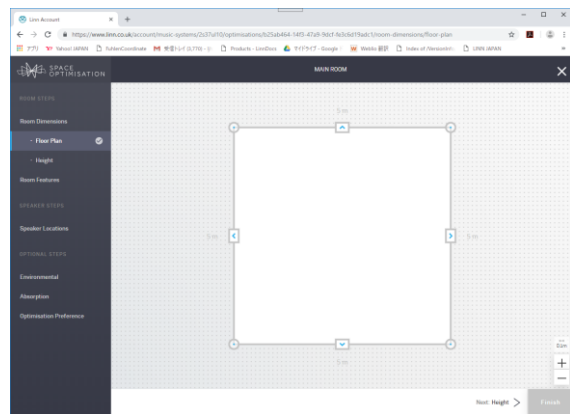 Linn Account
https://www.linn.co.uk/account/music-systems/2s37ul10/optimisations/b25ab464-14f3-47a9-9dcf-fe3c6d19adc1/room-dimensions/floor-plan
アプリ Yahoo! JAPAN TuhlanCoordinate Products - LinnDocs マイドライブ - Google Weblio 翻訳 LINN JAPAN
SPACE
OPTIMISATION
MAIN ROOM
ROOM STEPS
Room Dimensions
Floor Plan
Height
Room Features
SPEAKER STEPS
Speaker Locations
OPTIONAL STEPS
Environmental
Absorption
Optimisation Preference
5 m
5 m
5 m
5 m
Next: Height
Finish